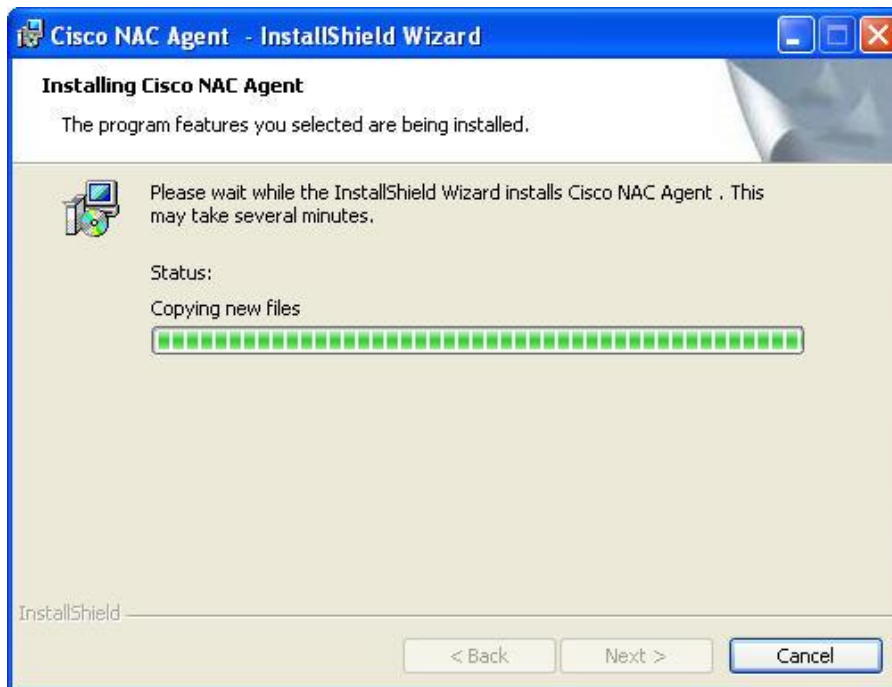 Cisco NAC Agent - InstallShield Wizard
Installing Cisco NAC Agent
The program features you selected are being installed.
Please wait while the InstallShield Wizard installs Cisco NAC Agent . This
may take several minutes.
Status:
Copying new files
InstallShield
< Back
Next >
Cancel